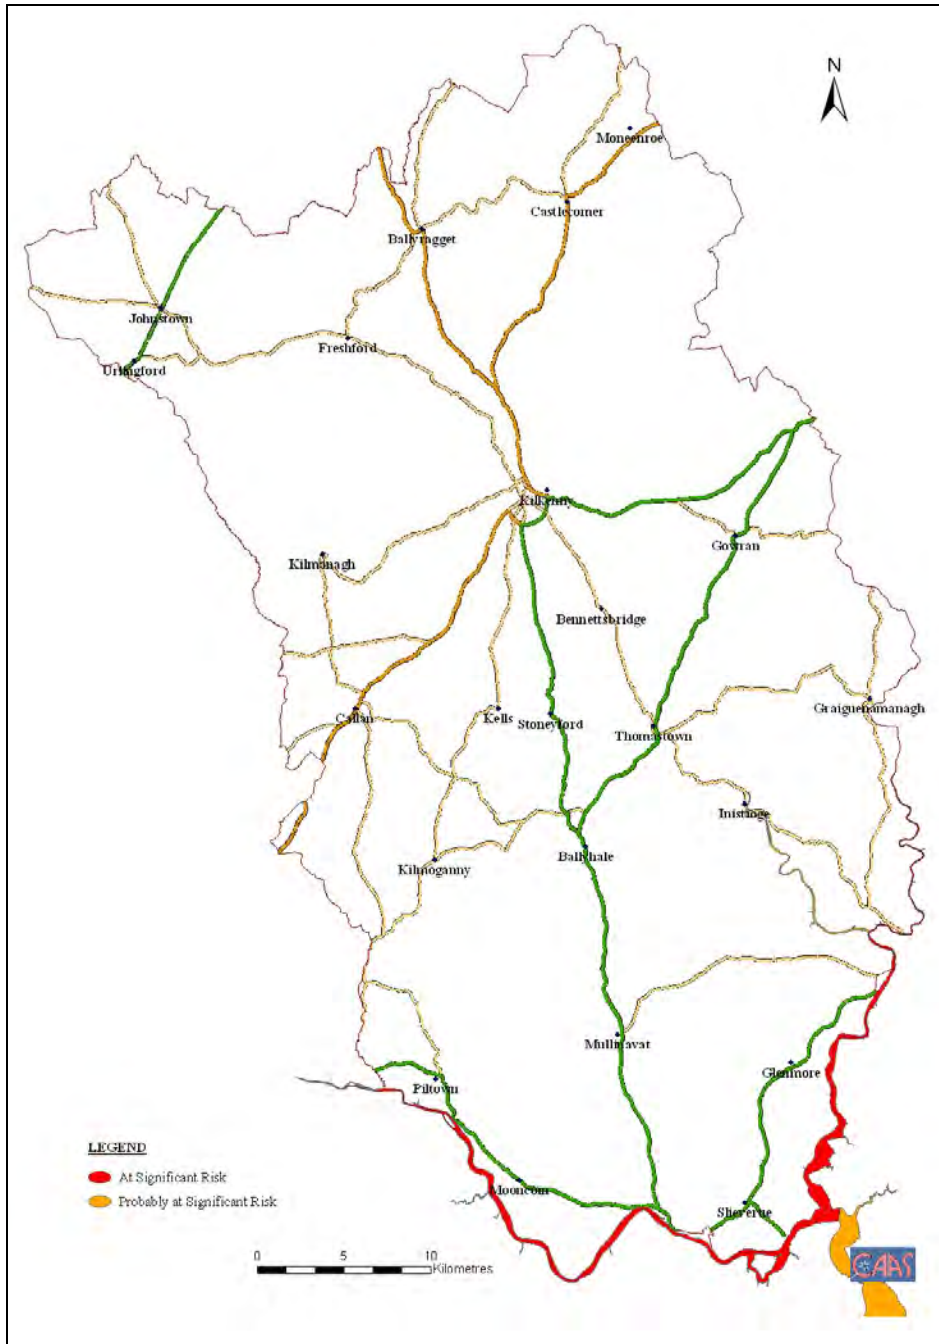 N
Moneenroe
Castlecomer
Ballyragget
Johnstown
Freshford
Urlingford
Kilkenny
Gowran
Kilmanagh
Bennettsbridge
Graiguenamanagh
Callan
Kells
Stoneyford
Thomastown
Inistioge
Ballyhale
Kilmoganny
Mullinavat
Glenmore
Piltown
LEGEND
At Significant Risk
Mooncoin
Probably at Significant Risk
Slieverue
0 5 10
Kilometres
CAAS